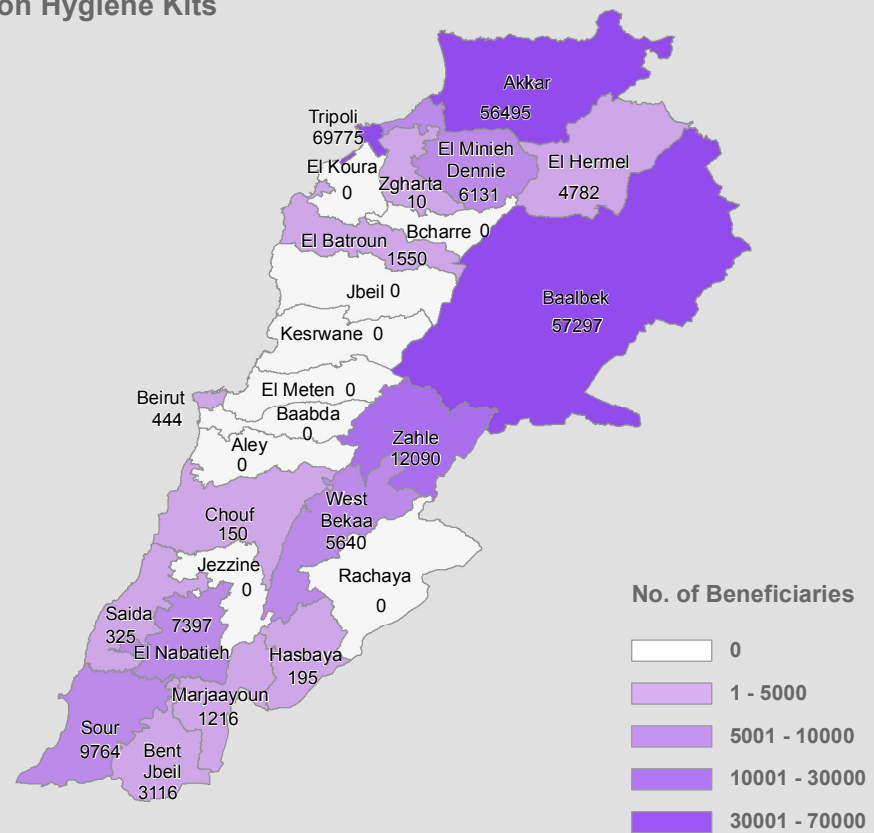 on Hygiene Kits
Akkar
56495
Tripoli
69775
El Minieh
Dennie
6131
El Hermel
4782
El Koura
0
Zgharta
10
Bcharre 0
El Batroun
1550
Jbeil 0
Baalbek
57297
Kesrwane 0
El Meten 0
Beirut
444
Baabda
0
Aley
0
Zahle
12090
West
Bekaa
5640
Chouf
150
Jezzine
0
Rachaya
0
Saida
325
7397
El Nabatieh
Hasbaya
195
Marjaayoun
1216
Sour
9764
Bent
Jbeil
3116
No. of Beneficiaries
0
1 - 5000
5001 - 10000
10001 - 30000
30001 - 70000